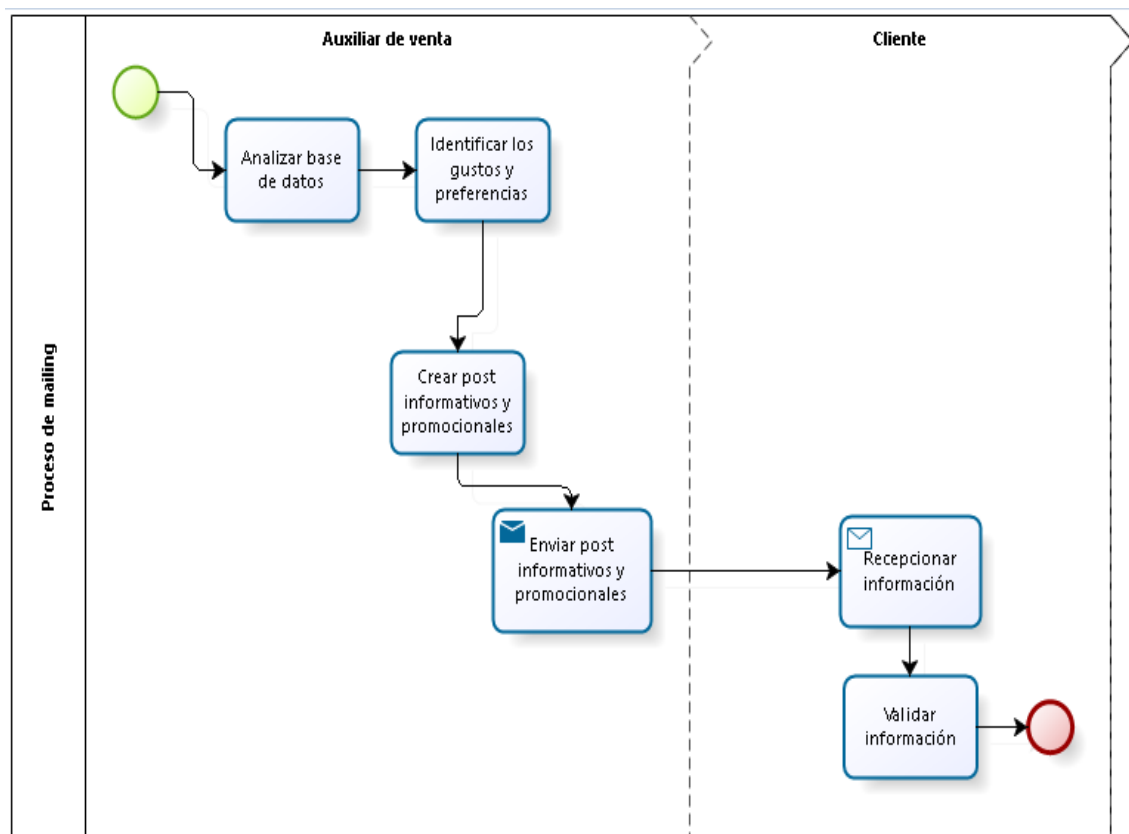 Auxiliar de venta
Cliente
Proceso de mailing
Analizar base
de datos
Identificar los
gustos y
preferencias
Crear post
informativos y
promocionales
Enviar post
informativos y
promocionales
Recepcionar
información
Validar
información